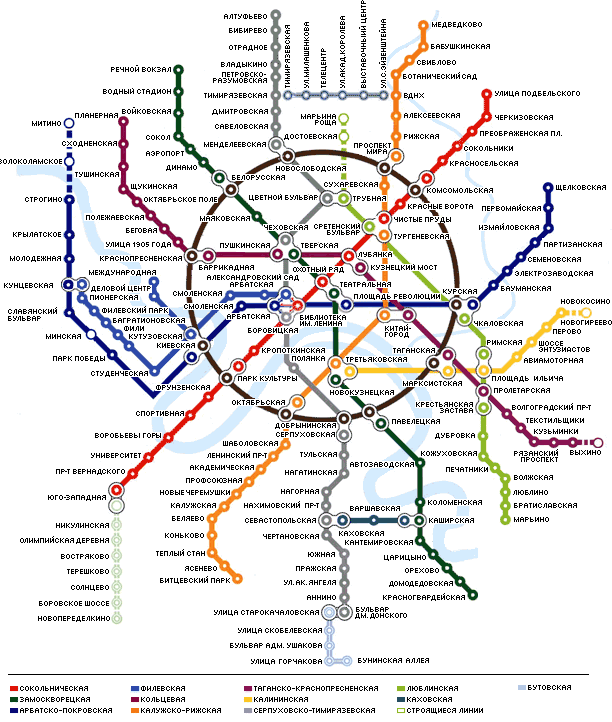 АЛТУФЬЕВО
БИБИРЕВО
ОТРАДНОЕ
ВЛАДЫКИНО
ПЕТРОВСКО-
РАЗУМОВСКАЯ
ТИМИРЯЗЕВСКАЯ
ДМИТРОВСКАЯ
САВЕЛОВСКАЯ
МЕНДЕЛЕЕВСКАЯ
ТИМИРЯЗЕВСКАЯ
УЛ.МИЛАШЕНКОВА
ТЕЛЕЦЕНТР
УЛ.АКАД.КОРОЛЕВА
ВЫСТАВОЧНЫЙ ЦЕНТР
УЛ.С.ЭЙЗЕНШТЕЙНА
МЕДВЕДКОВО
БАБУШКИНСКАЯ
СВИБЛОВО
БОТАНИЧЕСКИЙ САД
ВДНХ
АЛЕКСЕЕВСКАЯ
РИЖСКАЯ
ПРОСПЕКТ
МИРА
УЛИЦА ПОДБЕЛЬСКОГО
ЧЕРКИЗОВСКАЯ
ПРЕОБРАЖЕНСКАЯ ПЛ.
СОКОЛЬНИКИ
КРАСНОСЕЛЬСКАЯ
КОМСОМОЛЬСКАЯ
КРАСНЫЕ ВОРОТА
ЧИСТЫЕ ПРУДЫ
ТУРГЕНЕВСКАЯ
РЕЧНОЙ ВОКЗАЛ
ВОДНЫЙ СТАДИОН
ВОЙКОВСКАЯ
СОКОЛ
АЭРОПОРТ
ДИНАМО
БЕЛОРУССКАЯ
МАЯКОВСКАЯ
МАРЬИНА
РОЩА
ДОСТОЕВСКАЯ
НОВОСЛОБОДСКАЯ
СУХАРЕВСКАЯ
ЦВЕТНОЙ БУЛЬВАР
ТРУБНАЯ
СРЕТЕНСКИЙ
БУЛЬВАР
ПЛАНЕРНАЯ
СХОДНЕНСКАЯ
ТУШИНСКАЯ
ЩУКИНСКАЯ
ОКТЯБРЬСКОЕ ПОЛЕ
ПОЛЕЖАЕВСКАЯ
БЕГОВАЯ
УЛИЦА 1905 ГОДА
КРАСНОПРЕСНЕНСКАЯ
БАРРИКАДНАЯ
МИТИНО
ВОЛОКОЛАМСКОЕ
СТРОГИНО
КРЫЛАТСКОЕ
МОЛОДЕЖНАЯ
КУНЦЕВСКАЯ
СЛАВЯНСКИЙ
БУЛЬВАР
МИНСКАЯ
ПАРК ПОБЕДЫ
МЕЖДУНАРОДНАЯ
ДЕЛОВОЙ ЦЕНТР
ПИОНЕРСКАЯ
ФИЛЕВСКИЙ ПАРК
БАГРАТИОНОВСКАЯ
ФИЛИ
КУТУЗОВСКАЯ
СТУДЕНЧЕСКАЯ
КИЕВСКАЯ
ЧЕХОВСКАЯ
ПУШКИНСКАЯ
ТВЕРСКАЯ
ЛУБЯНКА
КУЗНЕЦКИЙ МОСТ
АЛЕКСАНДРОВСКИЙ САД
ОХОТНЫЙ РЯД
ТЕАТРАЛЬНАЯ
ПЛОЩАДЬ РЕВОЛЮЦИИ
СМОЛЕНСКАЯ
АРБАТСКАЯ
СМОЛЕНСКАЯ
АРБАТСКАЯ
БОРОВИЦКАЯ
БИБЛИОТЕКА
ИМ. ЛЕНИНА
КИТАЙ-
ГОРОД
КРОПОТКИНСКАЯ
ПОЛЯНКА
ТРЕТЬЯКОВСКАЯ
НОВОКУЗНЕЦКАЯ
ЩЕЛКОВСКАЯ
ПЕРВОМАЙСКАЯ
ИЗМАЙЛОВСКАЯ
ПАРТИЗАНСКАЯ
СЕМЕНОВСКАЯ
ЭЛЕКТРОЗАВОДСКАЯ
БАУМАНСКАЯ
КУРСКАЯ
ЧКАЛОВСКАЯ
РИМСКАЯ
НОВОКОСИНО
НОВОГИРЕЕВО
ПЕРОВО
ШОССЕ
ЭНТУЗИАСТОВ
АВИАМОТОРНАЯ
ПЛОЩАДЬ ИЛЬИЧА
ТАГАНСКАЯ
МАРКСИСТСКАЯ
ПРОЛЕТАРСКАЯ
КРЕСТЬЯНСКАЯ
ЗАСТАВА
ВОЛГОГРАДСКИЙ ПР-Т
ТЕКСТИЛЬЩИКИ
КУЗЬМИНКИ
РЯЗАНСКИЙ
ПРОСПЕКТ
ВЫХИНО
ДУБРОВКА
КОЖУХОВСКАЯ
ПЕЧАТНИКИ
ВОЛЖСКАЯ
ЛЮБЛИНО
БРАТИСЛАВСКАЯ
МАРЬИНО
ФРУНЗЕНСКАЯ
ПАРК КУЛЬТУРЫ
СПОРТИВНАЯ
ВОРОБЬЕВЫ ГОРЫ
УНИВЕРСИТЕТ
ПР-Т ВЕРНАДСКОГО
ЮГО-ЗАПАДНАЯ
НИКУЛИНСКАЯ
ОЛИМПИЙСКАЯ ДЕРЕВНЯ
ВОСТРЯКОВО
ТЕРЕШКОВО
СОЛНЦЕВО
БОРОВСКОЕ ШОССЕ
НОВОПЕРЕДЕЛКИНО
ОКТЯБРЬСКАЯ
ДОБРЫНИНСКАЯ
СЕРПУХОВСКАЯ
ПАВЕЛЕЦКАЯ
ШАБОЛОВСКАЯ
ЛЕНИНСКИЙ ПР-Т
АКАДЕМИЧЕСКАЯ
ПРОФСОЮЗНАЯ
НОВЫЕ ЧЕРЕМУШКИ
КАЛУЖСКАЯ
БЕЛЯЕВО
КОНЬКОВО
ТЕПЛЫЙ СТАН
ЯСЕНЕВО
БИТЦЕВСКИЙ ПАРК
ТУЛЬСКАЯ
НАГАТИНСКАЯ
НАГОРНАЯ
НАХИМОВСКИЙ ПР-Т
СЕВАСТОПОЛЬСКАЯ
ЧЕРТАНОВСКАЯ
ЮЖНАЯ
ПРАЖСКАЯ
УЛ. АК. ЯНГЕЛЯ
АННИНО
УЛИЦА СТАРОКАЧАЛОВСКАЯ
БУЛЬВАР
ДМ. ДОНСКОГО
УЛИЦА СКОБЕЛЕВСКАЯ
БУЛЬВАР АДМ. УШАКОВА
УЛИЦА ГОРЧАКОВА
БУНИНСКАЯ АЛЛЕЯ
АВТОЗАВОДСКАЯ
КОЛОМЕНСКАЯ
ВАРШАВСКАЯ
КАХОВСКАЯ
КАШИРСКАЯ
КАНТЕМИРОВСКАЯ
ЦАРИЦЫНО
ОРЕХОВО
ДОМОДЕДОВСКАЯ
КРАСНОГВАРДЕЙСКАЯ
СОКОЛЬНИЧЕСКАЯ
ФИЛЕВСКАЯ
ТАГАНСКО-КРАСНОПРЕСНЕНСКАЯ
ЛЮБЛИНСКАЯ
БУТОВСКАЯ
ЗАМОСКВОРЕЦКАЯ
КОЛЬЦЕВАЯ
КАЛИНИНСКАЯ
КАХОВСКАЯ
АРБАТСКО-ПОКРОВСКАЯ
КАЛУЖСКО-РИЖСКАЯ
СЕРПУХОВСКО-ТИМИРЯЗЕВСКАЯ
СТРОЯЩИЕСЯ ЛИНИИ